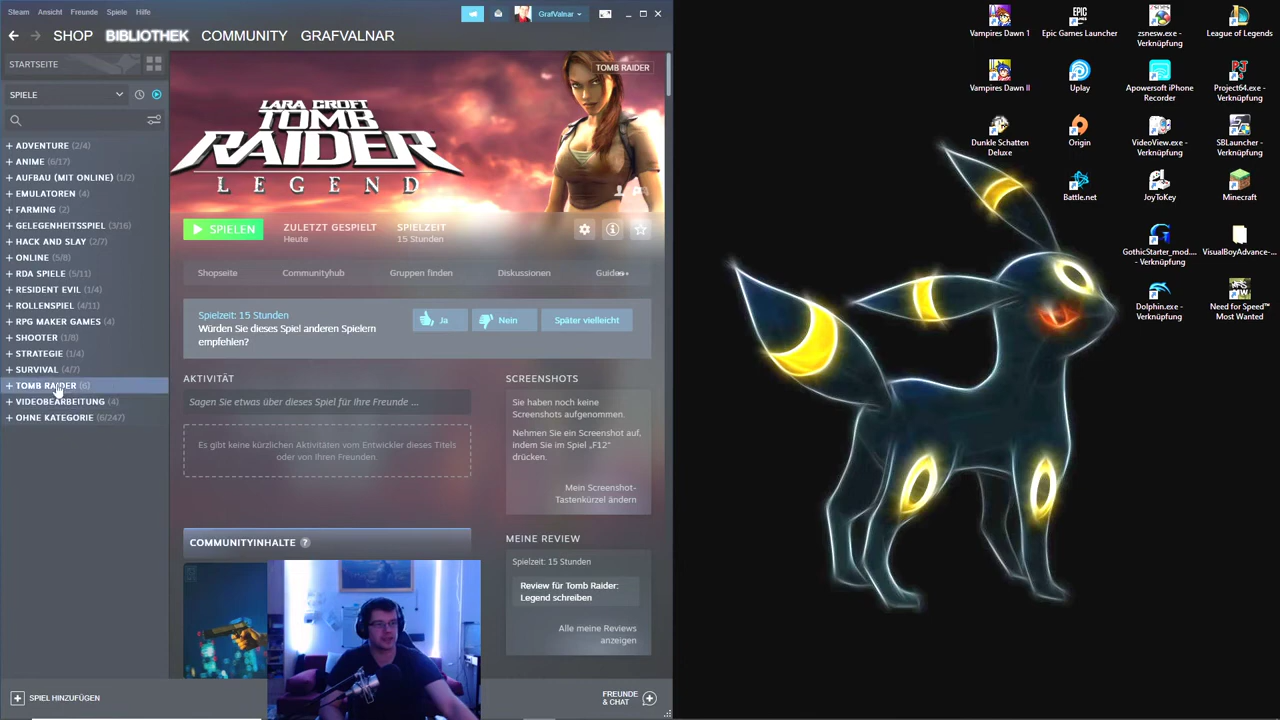 Steam Ansicht Freunde Spiele Hilfe
GrafValnar
SHOP BIBLIOTHEK COMMUNITY GRAFVALNAR
STARTSEITE
SPIELE
+ ADVENTURE (2/4)
+ ANIME (6/17)
+ AUFBAU (MIT ONLINE) (1/2)
+ EMULATOREN (4)
+ FARMING (2)
+ GELEGENHEITSSPIEL (3/16)
+ HACK AND SLAY (2/7)
+ ONLINE (5/8)
+ RDA SPIELE (5/11)
+ RESIDENT EVIL (1/4)
+ ROLLENSPIEL (4/11)
+ RPG MAKER GAMES (4)
+ SHOOTER (1/8)
+ STRATEGIE (1/4)
+ SURVIVAL (4/7)
+ TOMB RAIDER (6)
+ VIDEOBEARBEITUNG (4)
+ OHNE KATEGORIE (6/247)
SPIEL HINZUFÜGEN
TOMB RAIDER
LARA CROFT
TOMB
RAIDER
LEGEND
SPIELEN
ZULETZT GESPIELT
Heute
SPIELZEIT
15 Stunden
Shopseite Communityhub Gruppen finden Diskussionen Guides
Spielzeit: 15 Stunden
Würden Sie dieses Spiel anderen Spielern
empfehlen?
Ja Nein Später vielleicht
AKTIVITÄT
Sagen Sie etwas über dieses Spiel für Ihre Freunde ...
Es gibt keine kürzlichen Aktivitäten vom Entwickler dieses Titels
oder von Ihren Freunden.
COMMUNITYINHALTE ?
SCREENSHOTS
Sie haben noch keine
Screenshots aufgenommen.
Nehmen Sie ein Screenshot auf,
indem Sie im Spiel „F12“
drücken.
Mein Screenshot-
Tastenkürzel ändern
MEINE REVIEW
Spielzeit: 15 Stunden
Review für Tomb Raider:
Legend schreiben
Alle meine Reviews
anzeigen
FREUNDE
& CHAT
Vampires Dawn 1
Epic Games Launcher
zsnesw.exe -
Verknüpfung
League of Legends
Vampires Dawn II
Uplay
Apowersoft iPhone
Recorder
Project64.exe -
Verknüpfung
Dunkle Schatten
Deluxe
Origin
VideoView.exe -
Verknüpfung
SBLauncher -
Verknüpfung
Battle.net
JoyToKey
Minecraft
GothicStarter_mod....
- Verknüpfung
VisualBoyAdvance-...
Dolphin.exe -
Verknüpfung
Need for Speed
Most Wanted